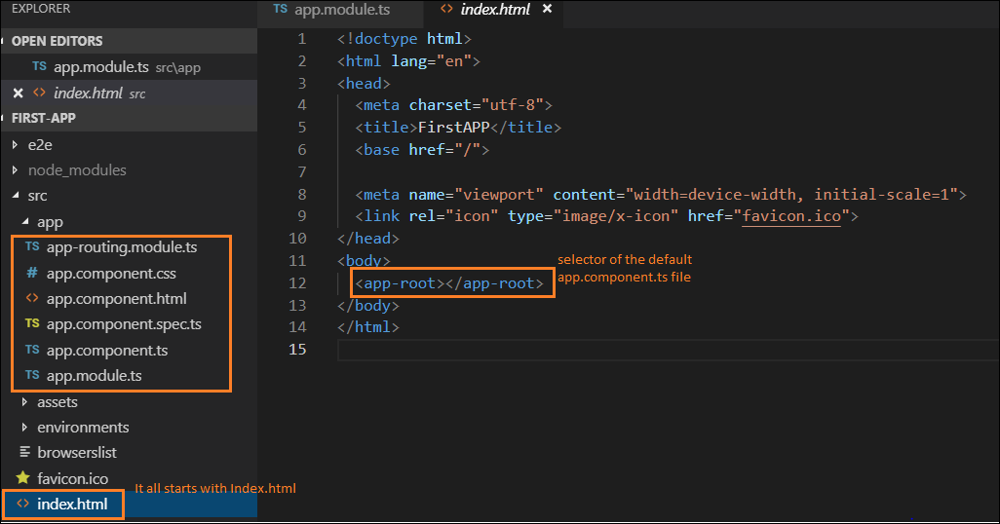 EXPLORER
OPEN EDITORS
TS app.module.ts src\app
<> index.html src
FIRST-APP
e2e
node_modules
src
app
TS app-routing.module.ts
# app.component.css
<> app.component.html
TS app.component.spec.ts
TS app.component.ts
TS app.module.ts
assets
environments
browserslist
favicon.ico
It all starts with Index.html
<> index.html
TS app.module.ts
<> index.html
1 <!doctype html>
2 <html lang="en">
3 <head>
4 <meta charset="utf-8">
5 <title>FirstAPP</title>
6 <base href="/">
7
8 <meta name="viewport" content="width=device-width, initial-scale=1">
9 <link rel="icon" type="image/x-icon" href="favicon.ico">
10 </head>
11 <body>
12 <app-root></app-root>
selector of the default
app.component.ts file
13 </body>
14 </html>
15